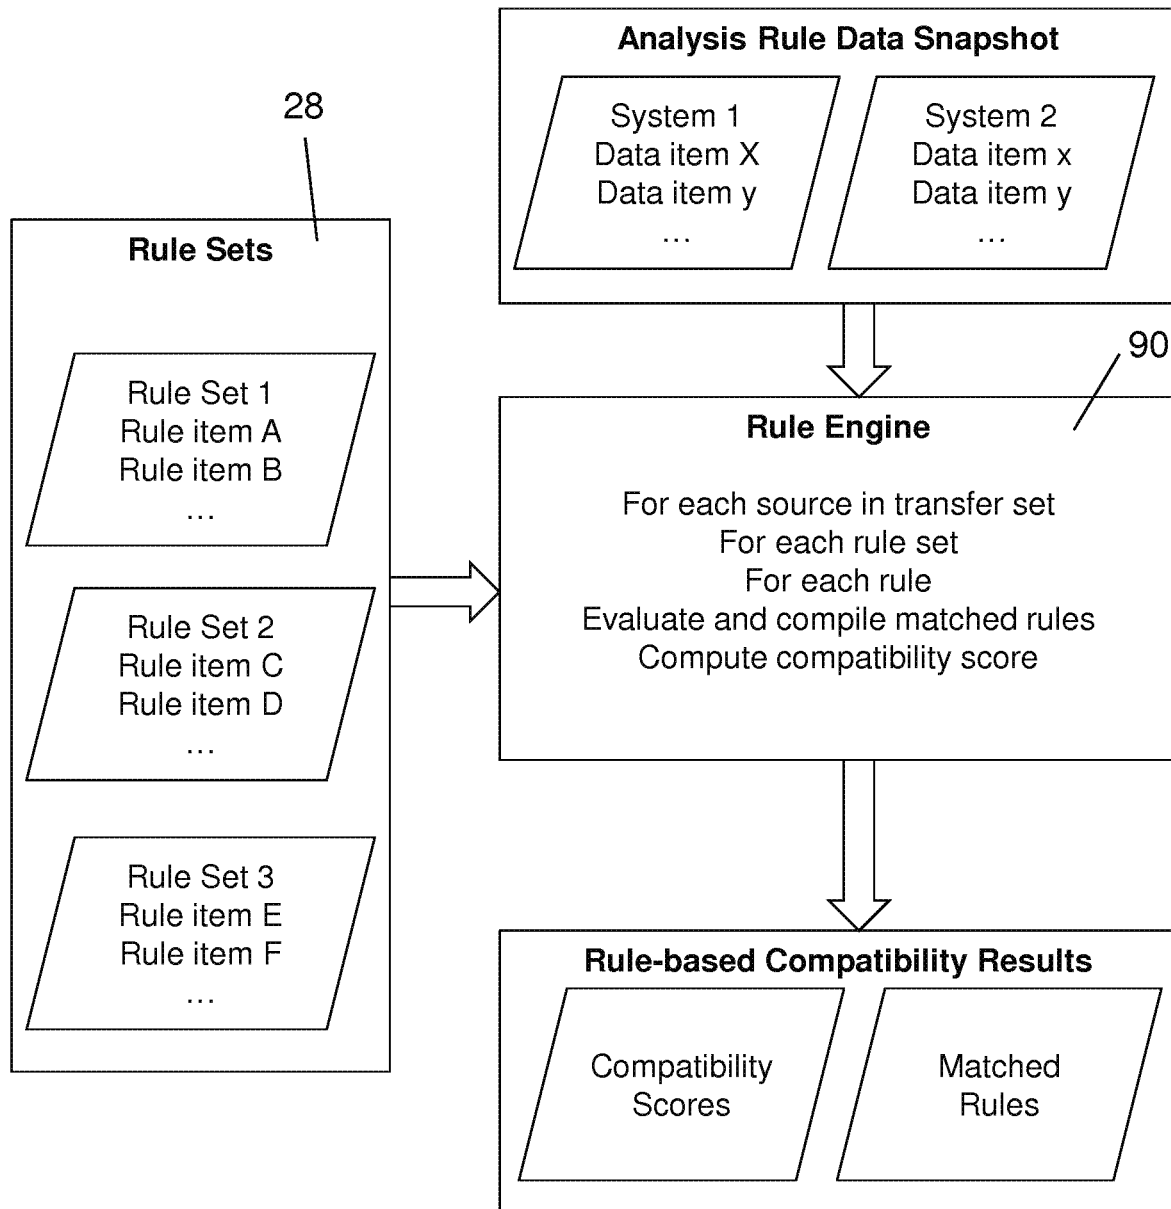 Analysis Rule Data Snapshot
System 1
Data item X
Data item y
...
System 2
Data item x
Data item y
...
28
Rule Sets
Rule Set 1
Rule item A
Rule item B
...
Rule Set 2
Rule item C
Rule item D
...
Rule Set 3
Rule item E
Rule item F
...
90
Rule Engine
For each source in transfer set
For each rule set
For each rule
Evaluate and compile matched rules
Compute compatibility score
Rule-based Compatibility Results
Compatibility
Scores
Matched
Rules